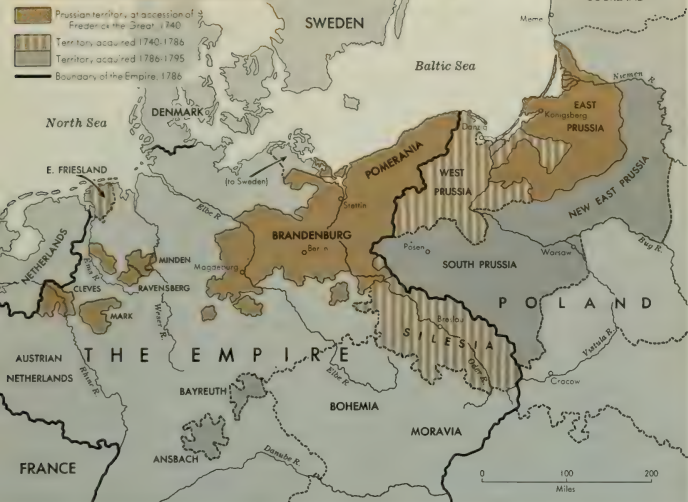 Prussian territory at accession of
Frederick the Great, 1740
Territory acquired 1740-1786
Territory acquired 1786-1795
Boundary of the Empire, 1786
SWEDEN
Baltic Sea
North Sea
DENMARK
Niemen R.
EAST
PRUSSIA
Königsberg
Danzig
E. FRIESLAND
(to Sweden)
POMERANIA
WEST
PRUSSIA
NEW EAST PRUSSIA
Elbe R.
Stettin
BRANDENBURG
Berlin
NETHERLANDS
Ems R.
MINDEN
Magdeburg
Posen
SOUTH PRUSSIA
Warsaw
Bug R.
CLEVES
RAVENSBERG
MARK
Weser R.
POLAND
Breslau
SILESIA
Oder R.
Vistula R.
AUSTRIAN
NETHERLANDS
THE EMPIRE
Rhine R.
Elbe R.
Cracow
BAYREUTH
BOHEMIA
MORAVIA
ANSBACH
Danube R.
FRANCE
0 100 200
Miles